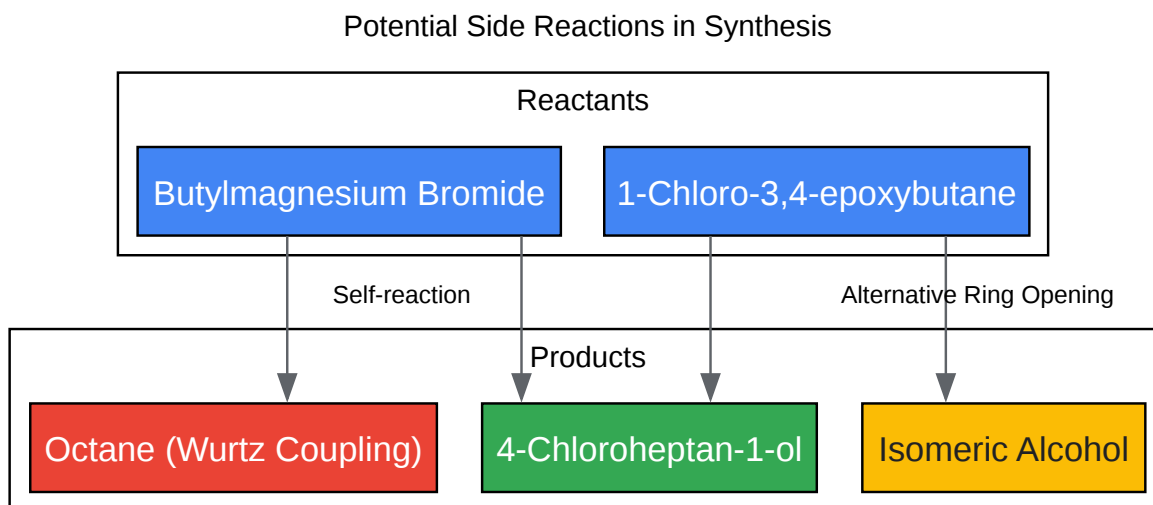 Potential Side Reactions in Synthesis
Reactants
Butylmagnesium Bromide
1-Chloro-3,4-epoxybutane
Self-reaction
Alternative Ring Opening
Products
Octane (Wurtz Coupling)
4-Chloroheptan-1-ol
Isomeric Alcohol